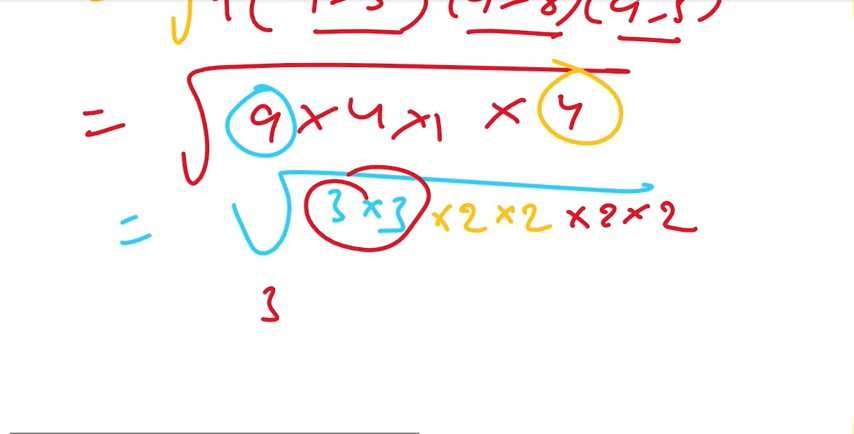 = √9 × 4 × 1 × 4
= √3 × 3 × 2 × 2 × 2 × 2
3